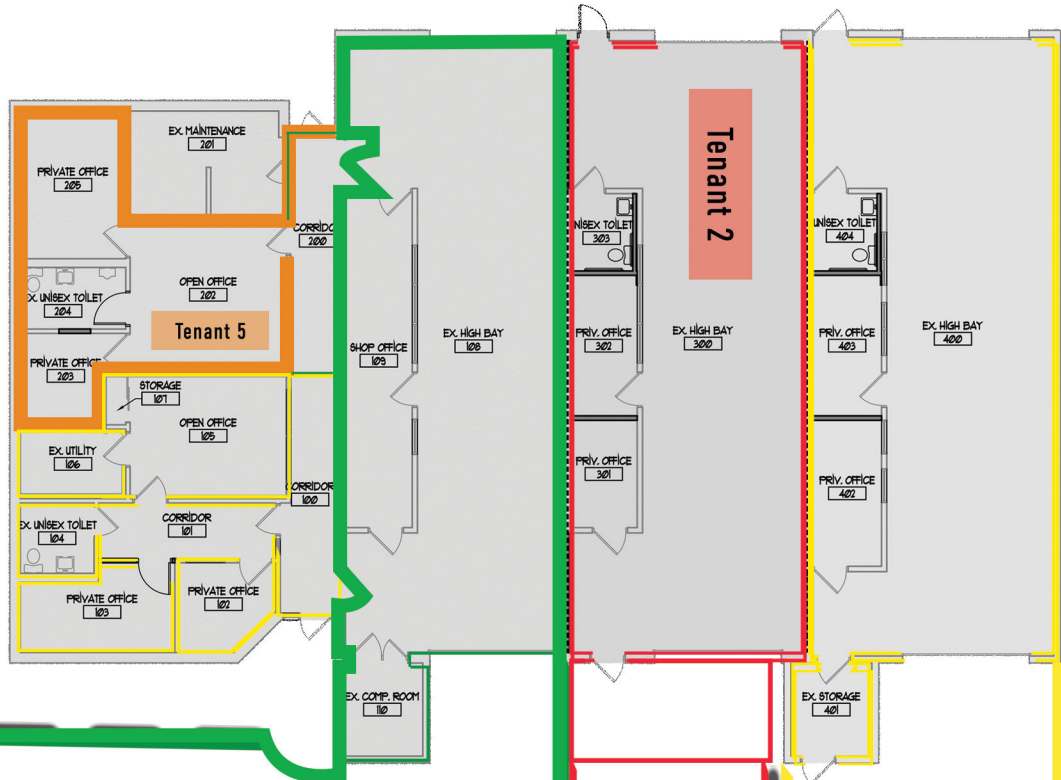 EX. MAINTENANCE
201
PRIVATE OFFICE
205
CORRIDO
200
OPEN OFFICE
202
EX. UNISEX TOILET
204
Tenant 5
PRIVATE OFFICE
203
STORAGE
107
OPEN OFFICE
105
EX. UTILITY
106
CORRIDOR
100
EX. UNISEX TOILET
104
CORRIDOR
101
PRIVATE OFFICE
103
PRIVATE OFFICE
102
SHOP OFFICE
109
EX. HIGH BAY
108
EX. COMP. ROOM
110
Tenant 2
NISEX TOILET
303
PRIV. OFFICE
302
EX. HIGH BAY
300
PRIV. OFFICE
301
UNISEX TOILET
404
PRIV. OFFICE
403
EX. HIGH BAY
400
PRIV. OFFICE
402
EX. STORAGE
401